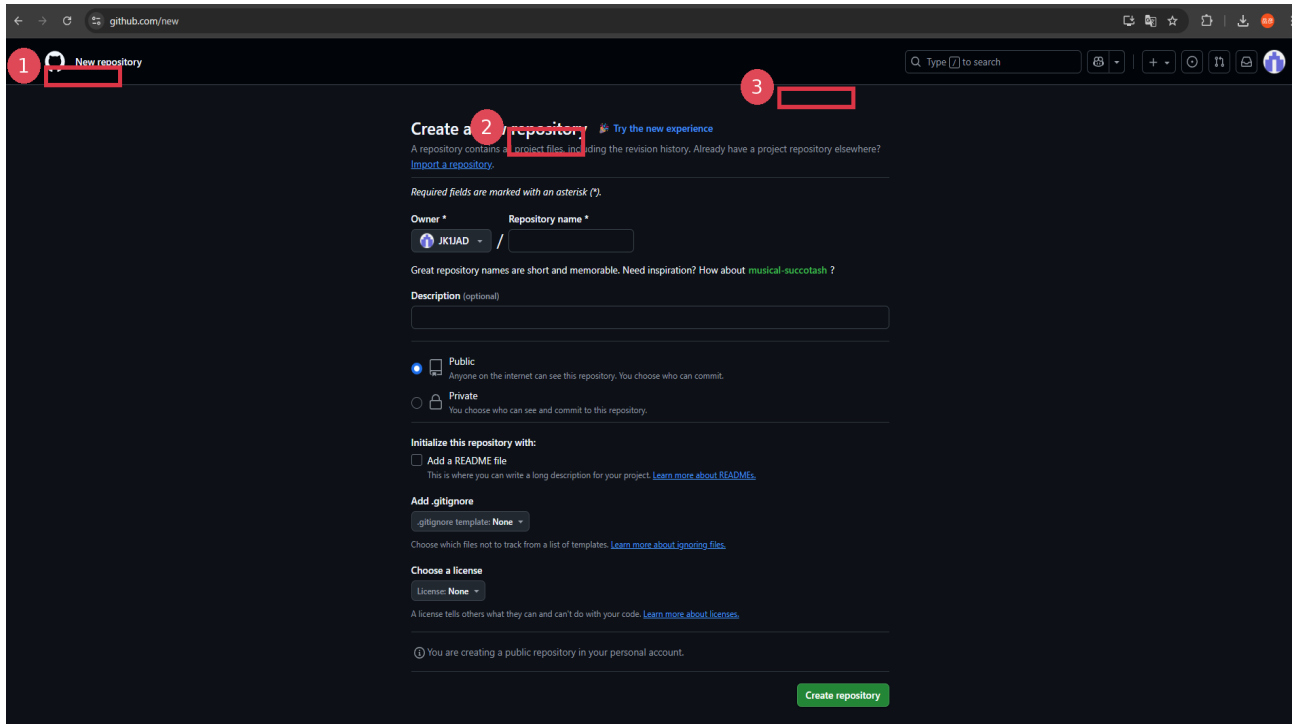 github.com/new
1
New repository
Type / to search
3
Create a 2 repository Try the new experience
A repository contains all project files, including the revision history. Already have a project repository elsewhere?
Import a repository.
Required fields are marked with an asterisk (*).
Owner * Repository name *
JK1JAD /
Great repository names are short and memorable. Need inspiration? How about musical-succotash ?
Description (optional)
Public
Anyone on the internet can see this repository. You choose who can commit.
Private
You choose who can see and commit to this repository.
Initialize this repository with:
Add a README file
This is where you can write a long description for your project. Learn more about READMEs.
Add .gitignore
.gitignore template: None
Choose which files not to track from a list of templates. Learn more about ignoring files.
Choose a license
License: None
A license tells others what they can and can't do with your code. Learn more about licenses.
You are creating a public repository in your personal account.
Create repository